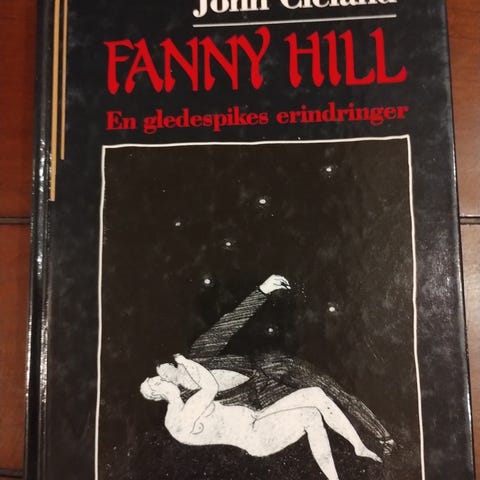 John Cleland
FANNY HILL
En gledespikes erindringer